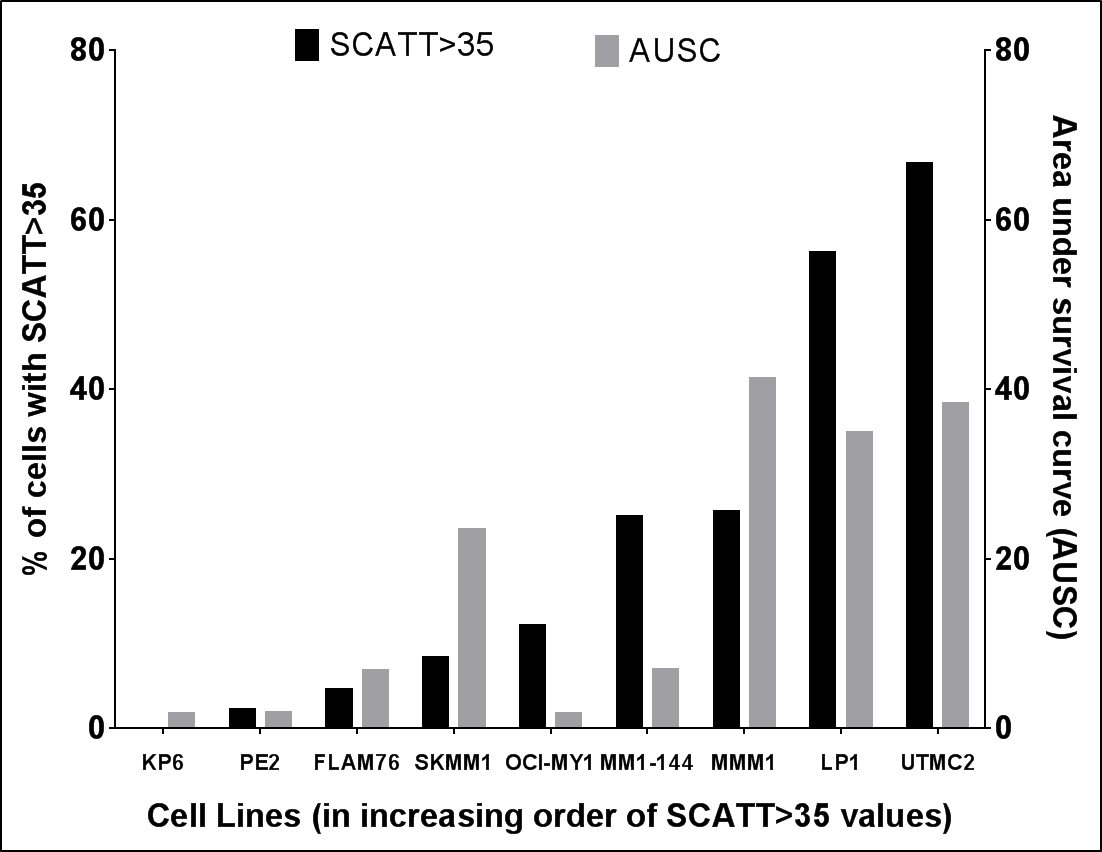 SCATT>35
AUSC
80
60
40
20
0
% of cells with SCATT>35
80
60
40
20
0
Area under survival curve (AUSC)
KP6 PE2 FLAM76 SKMM1 OCI-MY1 MM1-144 MMM1 LP1 UTMC2
Cell Lines (in increasing order of SCATT>35 values)